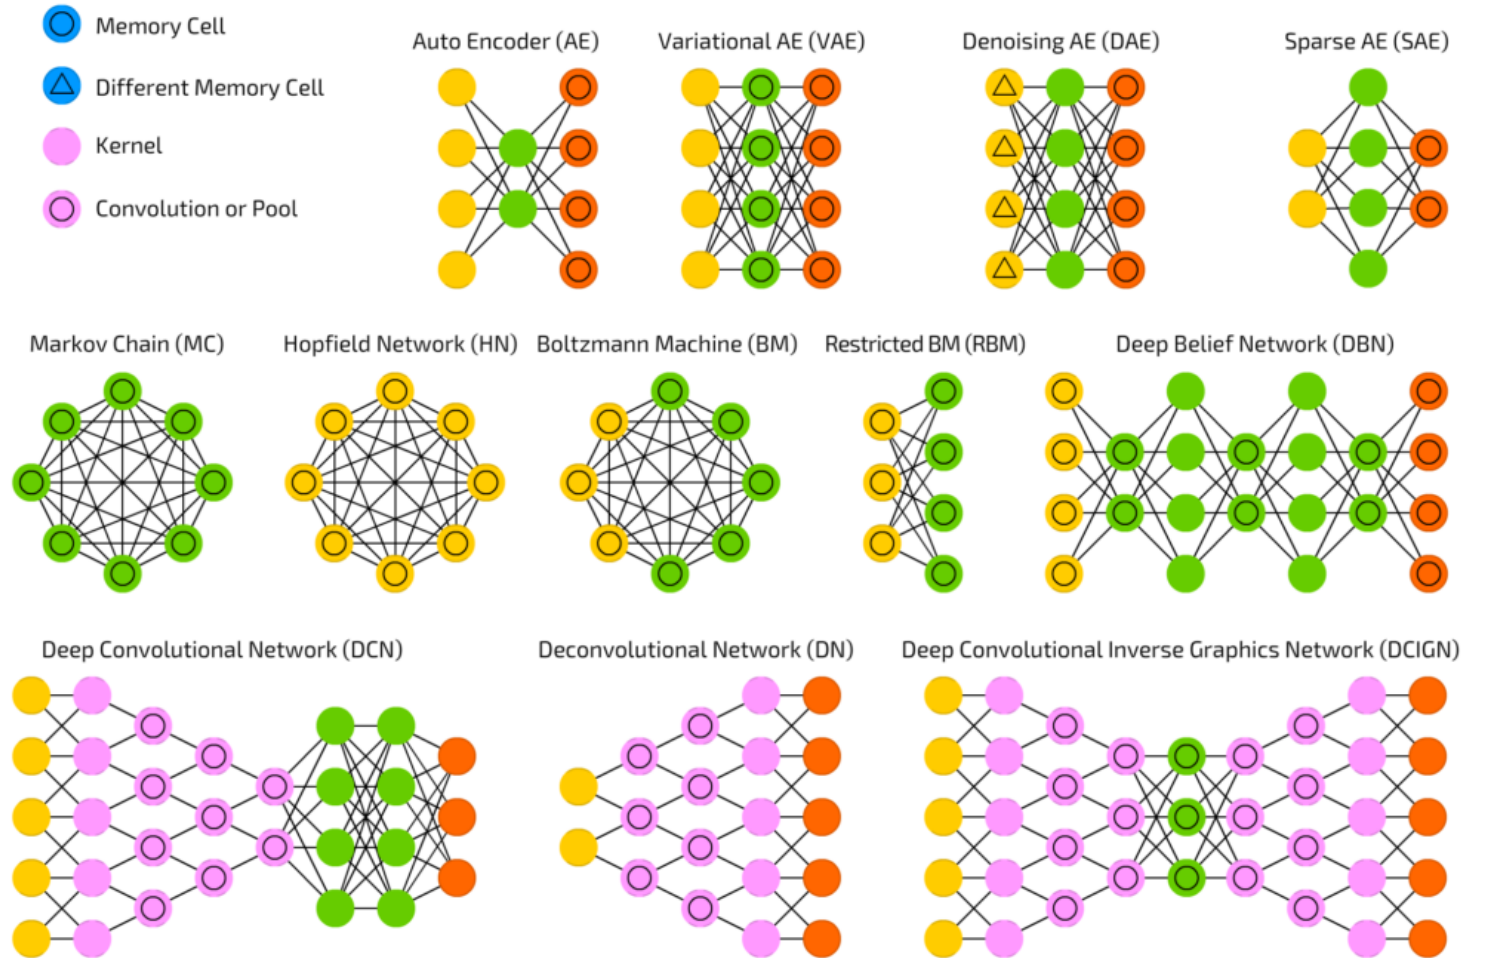 Memory Cell
Different Memory Cell
Kernel
Convolution or Pool
Auto Encoder (AE)
Variational AE (VAE)
Denoising AE (DAE)
Sparse AE (SAE)
Markov Chain (MC)
Hopfield Network (HN)
Boltzmann Machine (BM)
Restricted BM (RBM)
Deep Belief Network (DBN)
Deep Convolutional Network (DCN)
Deconvolutional Network (DN)
Deep Convolutional Inverse Graphics Network (DCIGN)